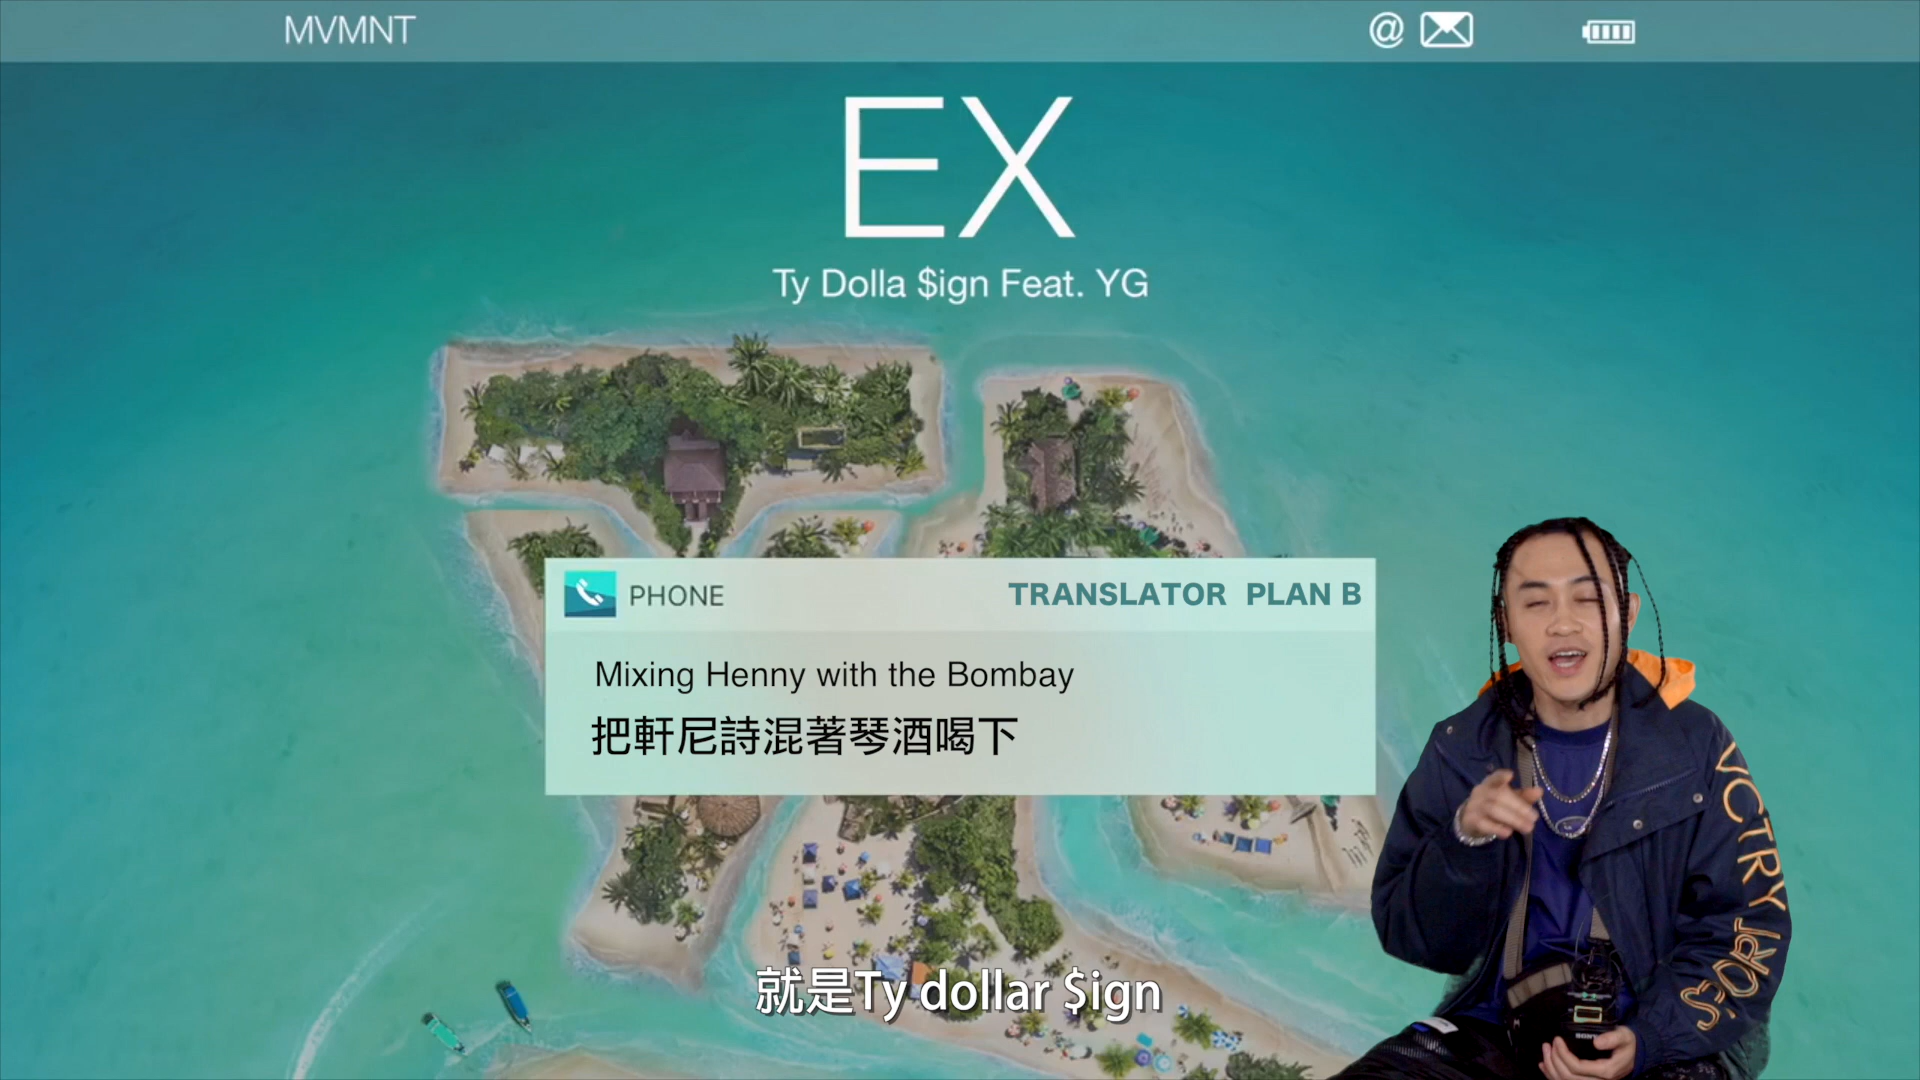 MVMNT
EX
Ty Dolla $ign Feat. YG
PHONE
TRANSLATOR PLAN B
Mixing Henny with the Bombay
把軒尼詩混著琴酒喝下
VCTRY
就是Ty dollar $ign